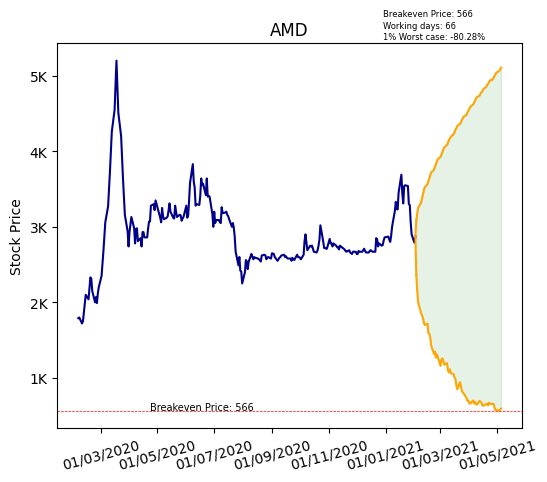 Breakeven Price: 566
Working days: 66
1% Worst case: -80.28%
AMD
Stock Price
5K
4K
3K
2K
1K
Breakeven Price: 566
01/03/2020
01/05/2020
01/07/2020
01/09/2020
01/11/2020
01/01/2021
01/03/2021
01/05/2021